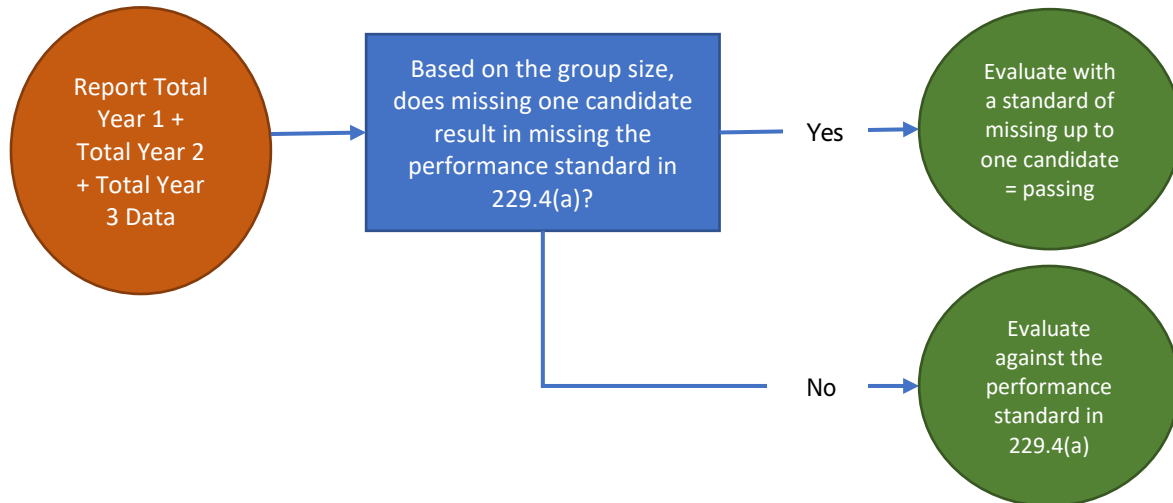 Report Total
Year 1 +
Total Year 2
+ Total Year
3 Data
Based on the group size,
does missing one candidate
result in missing the
performance standard in
229.4(a)?
Yes
Evaluate with
a standard of
missing up to
one candidate
= passing
No
Evaluate
against the
performance
standard in
229.4(a)